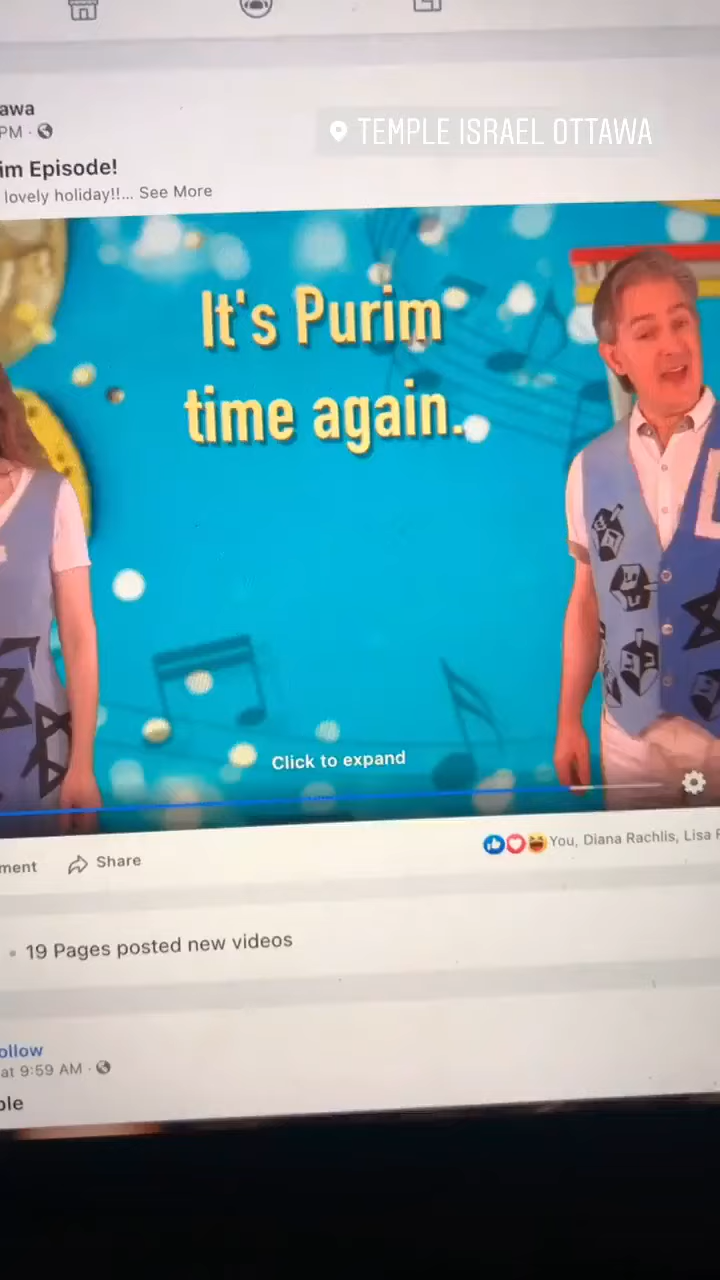 awa
PM ·
TEMPLE ISRAEL OTTAWA
im Episode!
lovely holiday!!... See More
It's Purim
time again.
Click to expand
ment
Share
You, Diana Rachlis, Lisa
• 19 Pages posted new videos
ollow
at 9:59 AM ·
ple